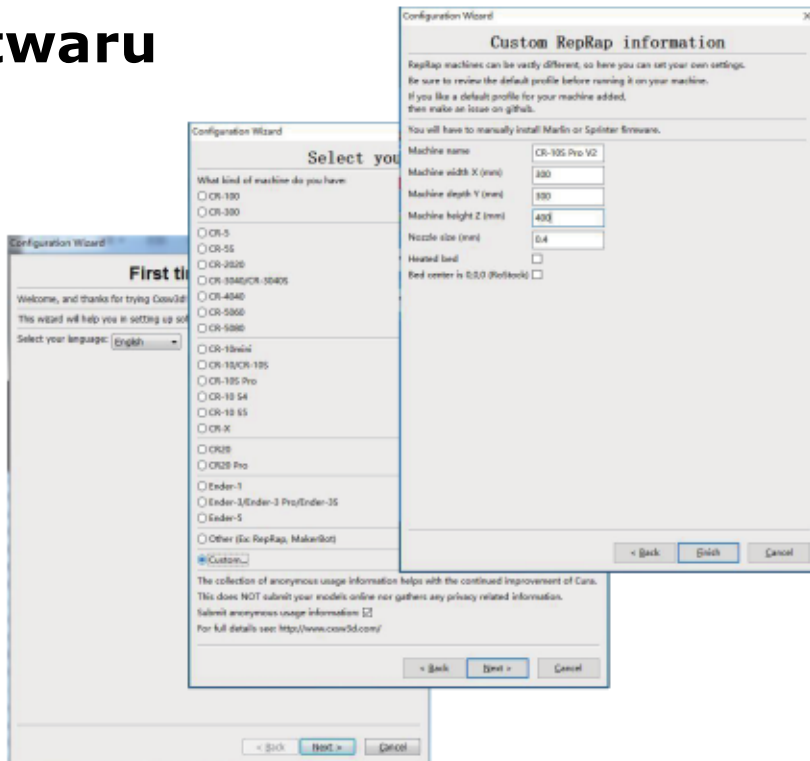 twaru
Configuration Wizard
First ti
Welcome, and thanks for trying Cxsw3d!
This wizard will help you in setting up sof
Select your language: English
< Back Next > Cancel
Configuration Wizard
Select you
What kind of machine do you have:
CR-100
CR-300
CR-5
CR-5S
CR-2020
CR-3040/CR-3040S
CR-4040
CR-5060
CR-5080
CR-10mini
CR-10/CR-10S
CR-10S Pro
CR-10 S4
CR-10 S5
CR-X
CR20
CR20 Pro
Ender-1
Ender-3/Ender-3 Pro/Ender-3S
Ender-5
Other (Ex: RepRap, MakerBot)
Custom...
The collection of anonymous usage information helps with the continued improvement of Cura.
This does NOT submit your models online nor gathers any privacy related information.
Submit anonymous usage information:
For full details see: http://www.cxsw3d.com/
< Back Next > Cancel
Configuration Wizard
Custom RepRap information
RepRap machines can be vastly different, so here you can set your own settings.
Be sure to review the default profile before running it on your machine.
If you like a default profile for your machine added,
then make an issue on github.
You will have to manually install Marlin or Sprinter firmware.
Machine name CR-10S Pro V2
Machine width X (mm) 300
Machine depth Y (mm) 300
Machine height Z (mm) 400
Nozzle size (mm) 0.4
Heated bed
Bed center is 0,0,0 (RoStock)
< Back Finish Cancel